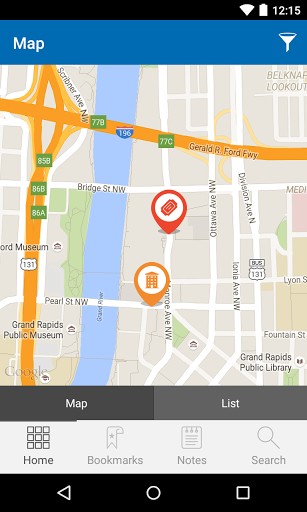 12:15
Map
Scribner Ave NW
BELKNAP
LOOKOUT
77B
196
77C
Gerald R. Ford Fwy
85B
86B
86A
Bridge St NW
Division Ave N
MEDI
Ottawa Ave NW
ord Museum
131
BUS
131
Ionia Ave NW
Lyon St
Pearl St NW
Grand River
Monroe Ave NW
Grand Rapids
Public Museum
Fountain St
Grand Rapids
Public Library
Google
Map
List
Home
Bookmarks
Notes
Search